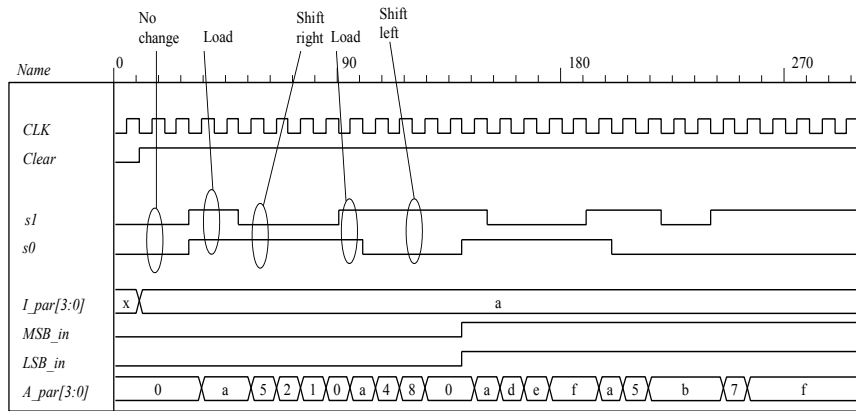 No
change
Load
Shift
right
Load
Shift
left
Name
0
90
180
270
CLK
Clear
s1
s0
I_par[3:0]
x
a
MSB_in
LSB_in
A_par[3:0]
0 a 5 2 1 0 a 4 8 0 a d e f a 5 b 7 f